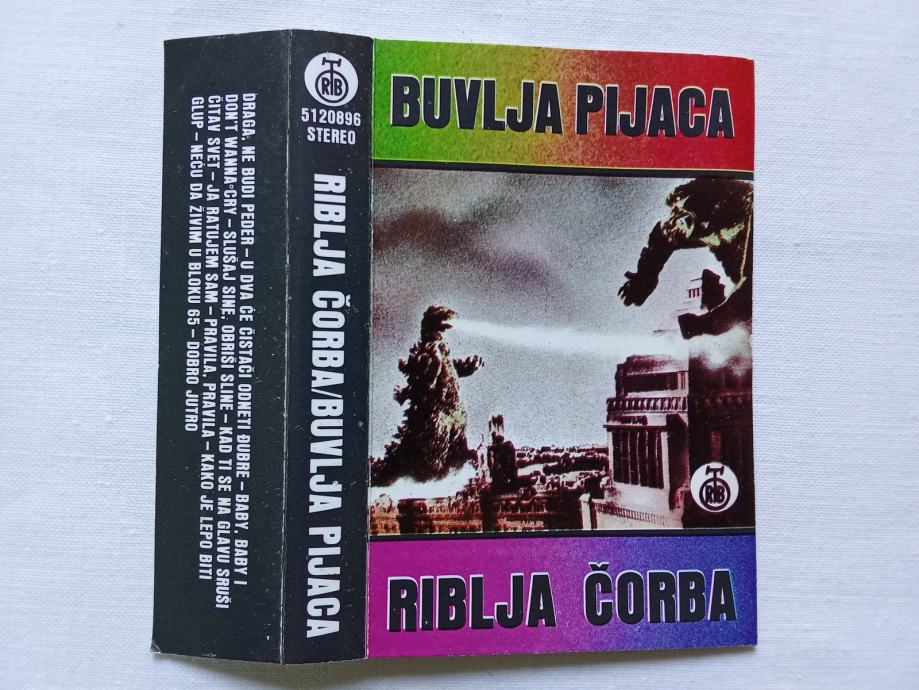 BUVLJA PIJACA
RTB
RIBLJA ČORBA
RTB
5120896
STEREO
RIBLJA ČORBA/BUVLJA PIJACA
DRAGA, NE BUDI PEDER – U DVA ĆE ČISTAČI ODNETI ĐUBRE – BABY, BABY I
DON'T WANNA CRY – SLUŠAJ SINE, OBRIŠI SLINE – KAD TI SE NA GLAVU SRUŠI
ČITAV SVET – JA RATUJEM SAM – PRAVILA, PRAVILA – KAKO JE LEPO BITI
GLUP – NEĆU DA ŽIVIM U BLOKU 65 – DOBRO JUTRO